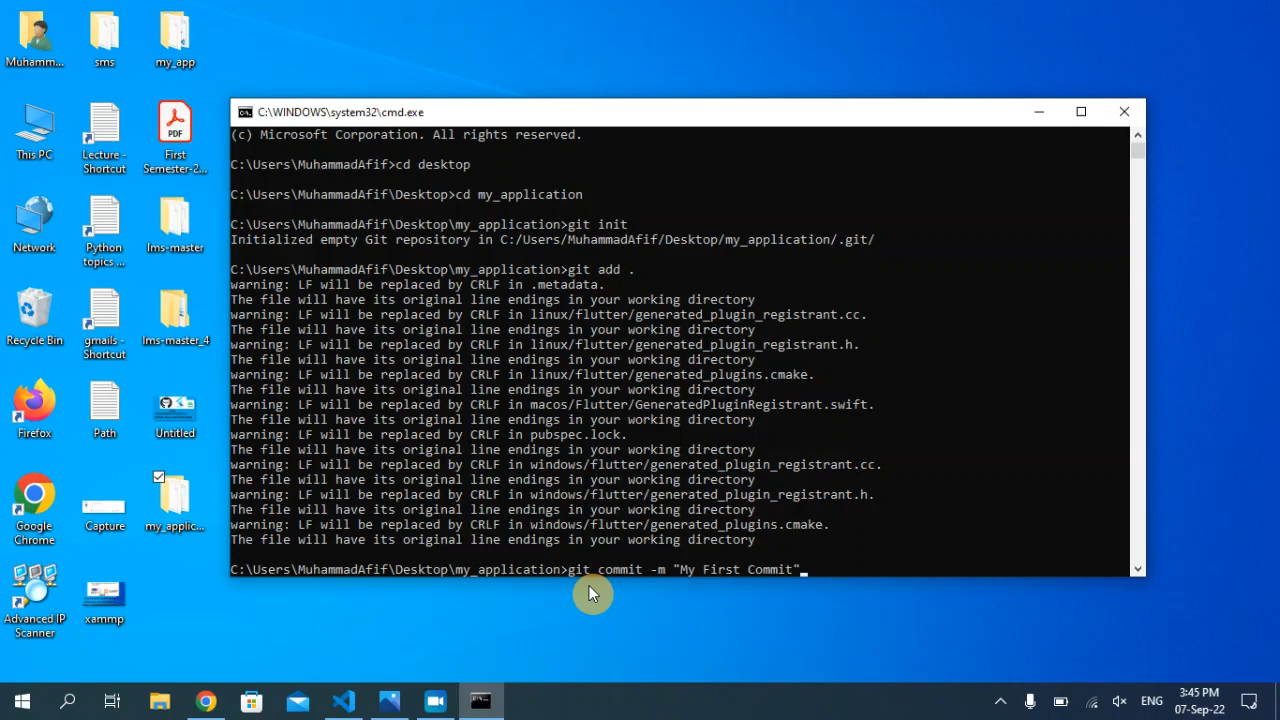 Muhamm...
sms
my_app
This PC
Lecture -
Shortcut
PDF
First
Semester-2...
Network
Python
topics ...
lms-master
Recycle Bin
gmails -
Shortcut
lms-master_4
Firefox
Path
Untitled
Google
Chrome
Capture
my_applic...
Advanced IP
Scanner
xammp
C:\WINDOWS\system32\cmd.exe
(c) Microsoft Corporation. All rights reserved.
C:\Users\MuhammadAfif>cd desktop
C:\Users\MuhammadAfif\Desktop>cd my_application
C:\Users\MuhammadAfif\Desktop\my_application>git init
Initialized empty Git repository in C:/Users/MuhammadAfif/Desktop/my_application/.git/
C:\Users\MuhammadAfif\Desktop\my_application>git add .
warning: LF will be replaced by CRLF in .metadata.
The file will have its original line endings in your working directory
warning: LF will be replaced by CRLF in linux/flutter/generated_plugin_registrant.cc.
The file will have its original line endings in your working directory
warning: LF will be replaced by CRLF in linux/flutter/generated_plugin_registrant.h.
The file will have its original line endings in your working directory
warning: LF will be replaced by CRLF in linux/flutter/generated_plugins.cmake.
The file will have its original line endings in your working directory
warning: LF will be replaced by CRLF in macos/Flutter/GeneratedPluginRegistrant.swift.
The file will have its original line endings in your working directory
warning: LF will be replaced by CRLF in pubspec.lock.
The file will have its original line endings in your working directory
warning: LF will be replaced by CRLF in windows/flutter/generated_plugin_registrant.cc.
The file will have its original line endings in your working directory
warning: LF will be replaced by CRLF in windows/flutter/generated_plugin_registrant.h.
The file will have its original line endings in your working directory
warning: LF will be replaced by CRLF in windows/flutter/generated_plugins.cmake.
The file will have its original line endings in your working directory
C:\Users\MuhammadAfif\Desktop\my_application>git commit -m "My First Commit"
ENG
3:45 PM
07-Sep-22